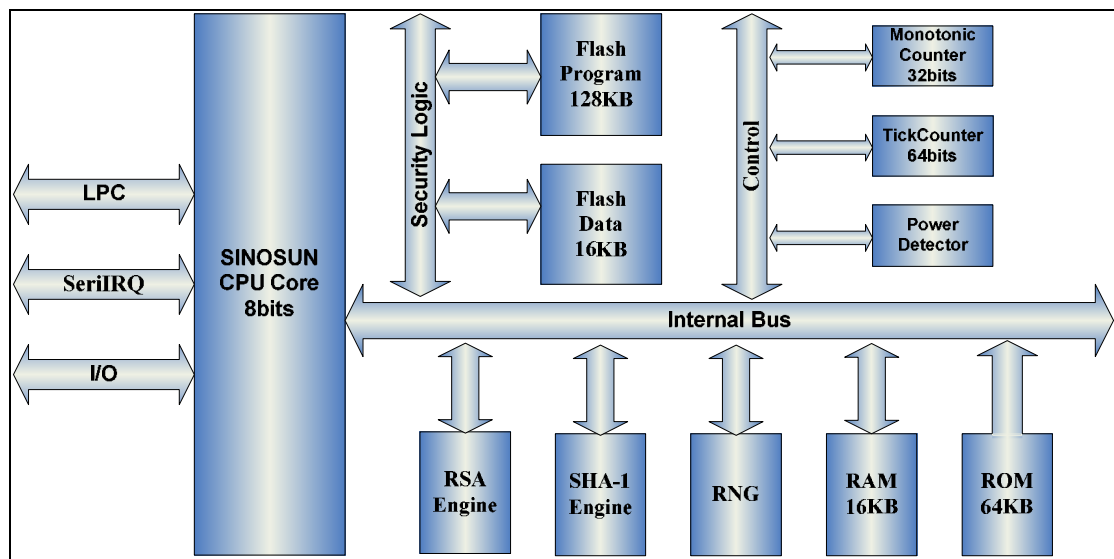 LPC
SeriIRQ
I/O
SINOSUN
CPU Core
8bits
Security Logic
Flash
Program
128KB
Flash
Data
16KB
Control
Monotonic
Counter
32bits
TickCounter
64bits
Power
Detector
Internal Bus
RSA
Engine
SHA-1
Engine
RNG
RAM
16KB
ROM
64KB